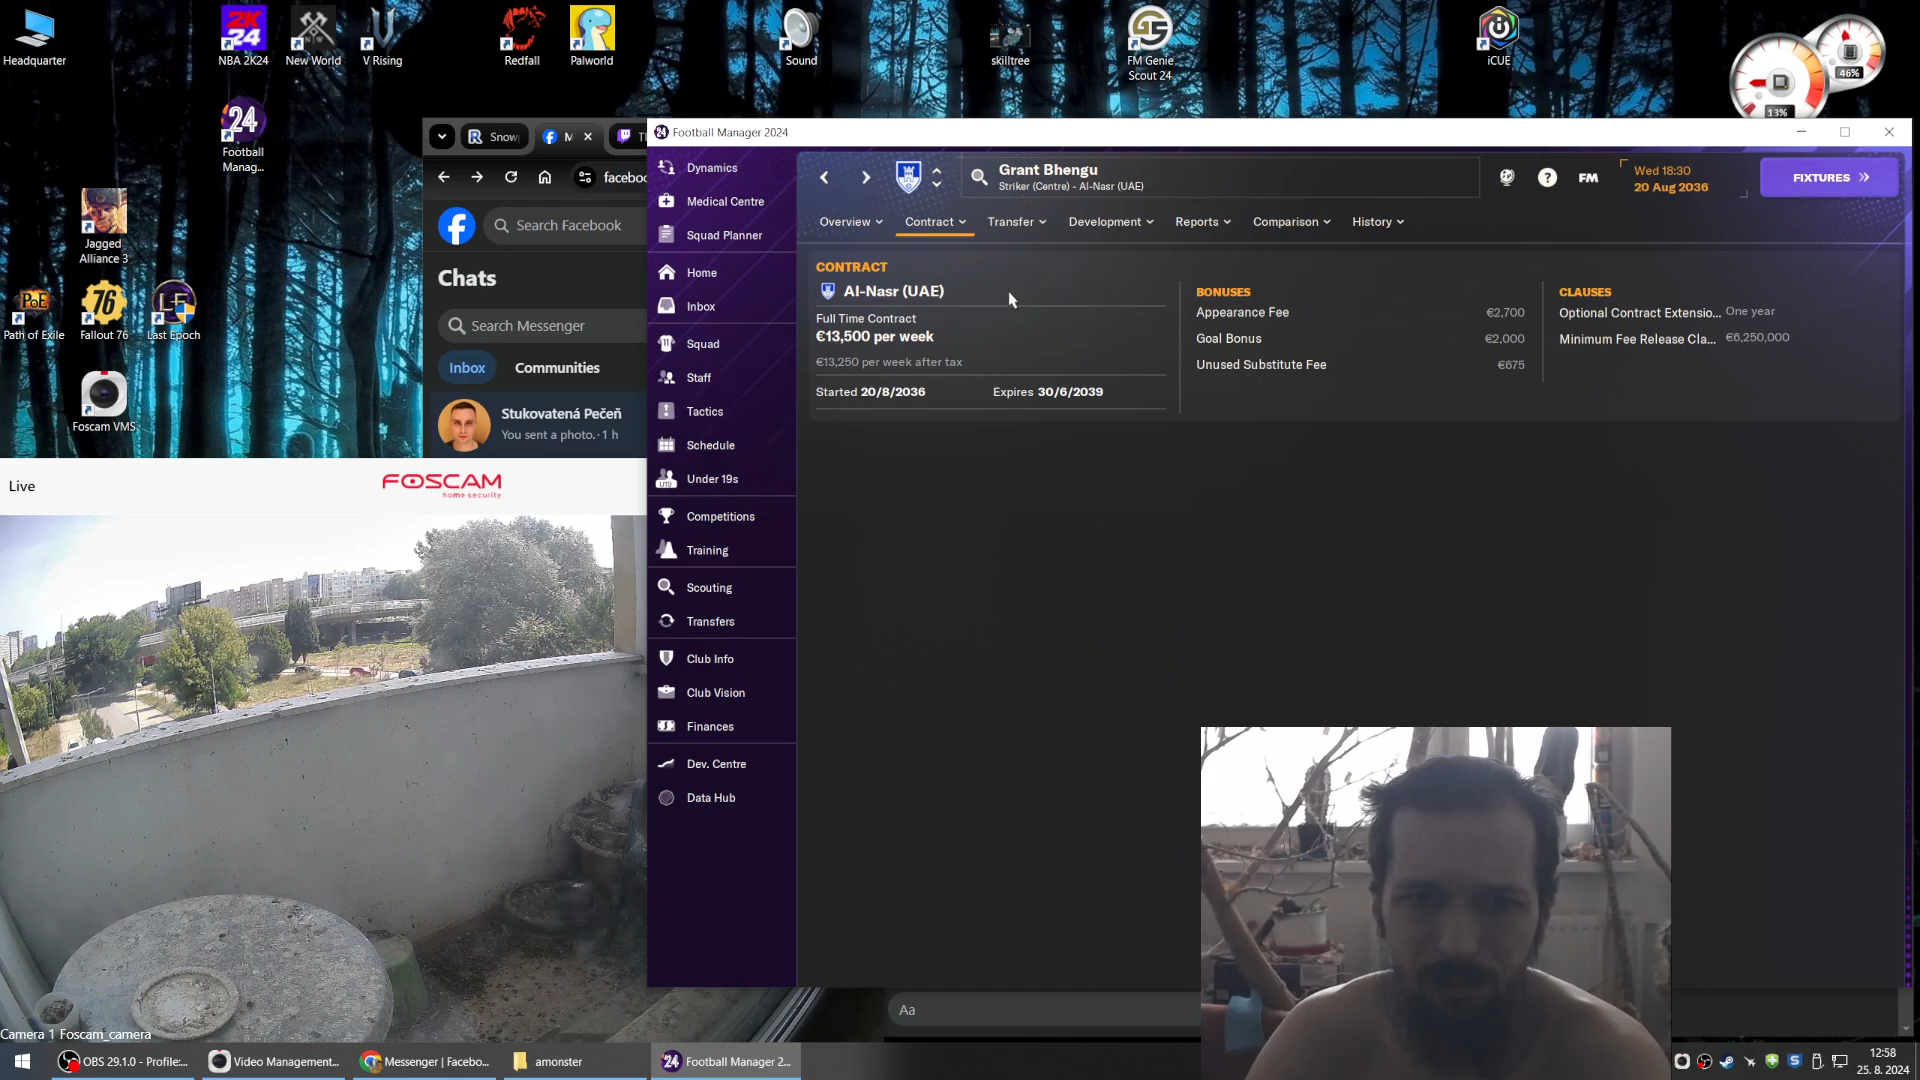 Headquarter
NBA 2K24
New World
V Rising
Redfall
Palworld
Sound
skilltree
FM Genie
Scout 24
iCUE
46%
13%
Football
Manag...
Jagged
Alliance 3
Path of Exile
Fallout 76
Last Epoch
Foscam VMS
Snow
M
Football Manager 2024
facebo
Search Facebook
Chats
Search Messenger
Inbox
Communities
Stukovatená Pečeň
You sent a photo. · 1 h
Live
FOSCAM
home security
Camera 1 Foscam_camera
Dynamics
Medical Centre
Squad Planner
Home
Inbox
Squad
Staff
Tactics
Schedule
Under 19s
Competitions
Training
Scouting
Transfers
Club Info
Club Vision
Finances
Dev. Centre
Data Hub
Grant Bhengu
Striker (Centre) - Al-Nasr (UAE)
FM
Wed 18:30
20 Aug 2036
FIXTURES
Overview
Contract
Transfer
Development
Reports
Comparison
History
CONTRACT
Al-Nasr (UAE)
Full Time Contract
€13,500 per week
€13,250 per week after tax
Started 20/8/2036
Expires 30/6/2039
BONUSES
Appearance Fee €2,700
Goal Bonus €2,000
Unused Substitute Fee €675
CLAUSES
Optional Contract Extensio... One year
Minimum Fee Release Cla... €6,250,000
Aa
OBS 29.1.0 - Profile:...
Video Management...
Messenger | Facebo...
amonster
Football Manager 2...
12:58
25. 8. 2024